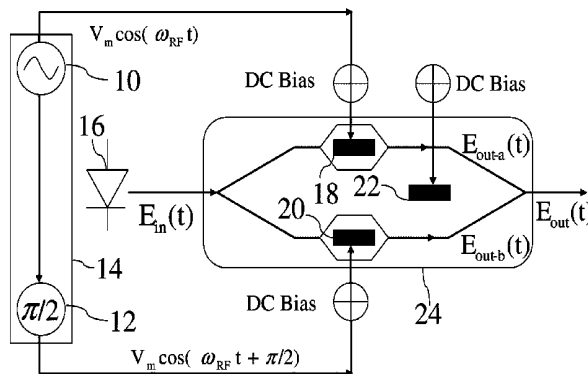 V_m cos( ω_RF t)
10
DC Bias
DC Bias
16
18
22
E_out-a(t)
E_in(t)
E_out(t)
20
E_out-b(t)
14
24
π/2
12
DC Bias
V_m cos( ω_RF t + π/2)